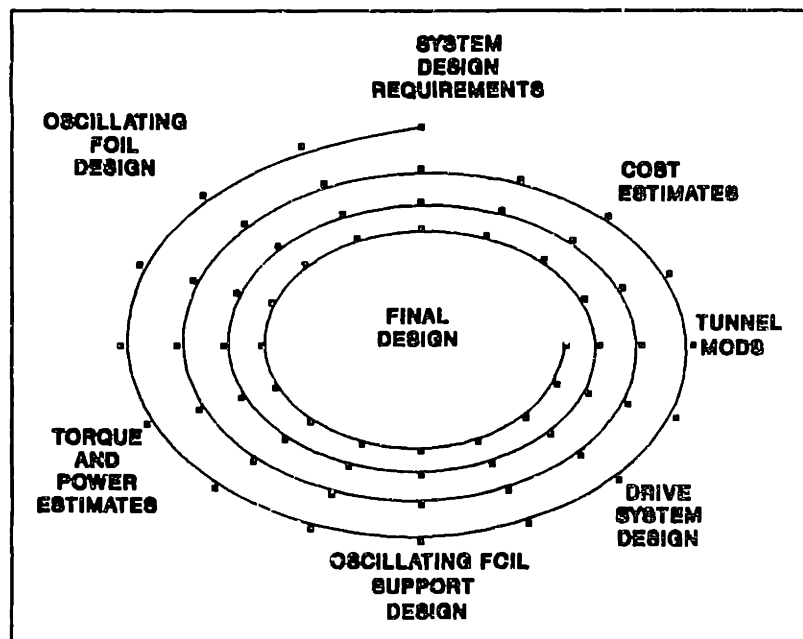 SYSTEM
DESIGN
REQUIREMENTS
OSCILLATING
FOIL
DESIGN
COST
ESTIMATES
FINAL
DESIGN
TUNNEL
MODS
TORQUE
AND
POWER
ESTIMATES
DRIVE
SYSTEM
DESIGN
OSCILLATING FOIL
SUPPORT
DESIGN